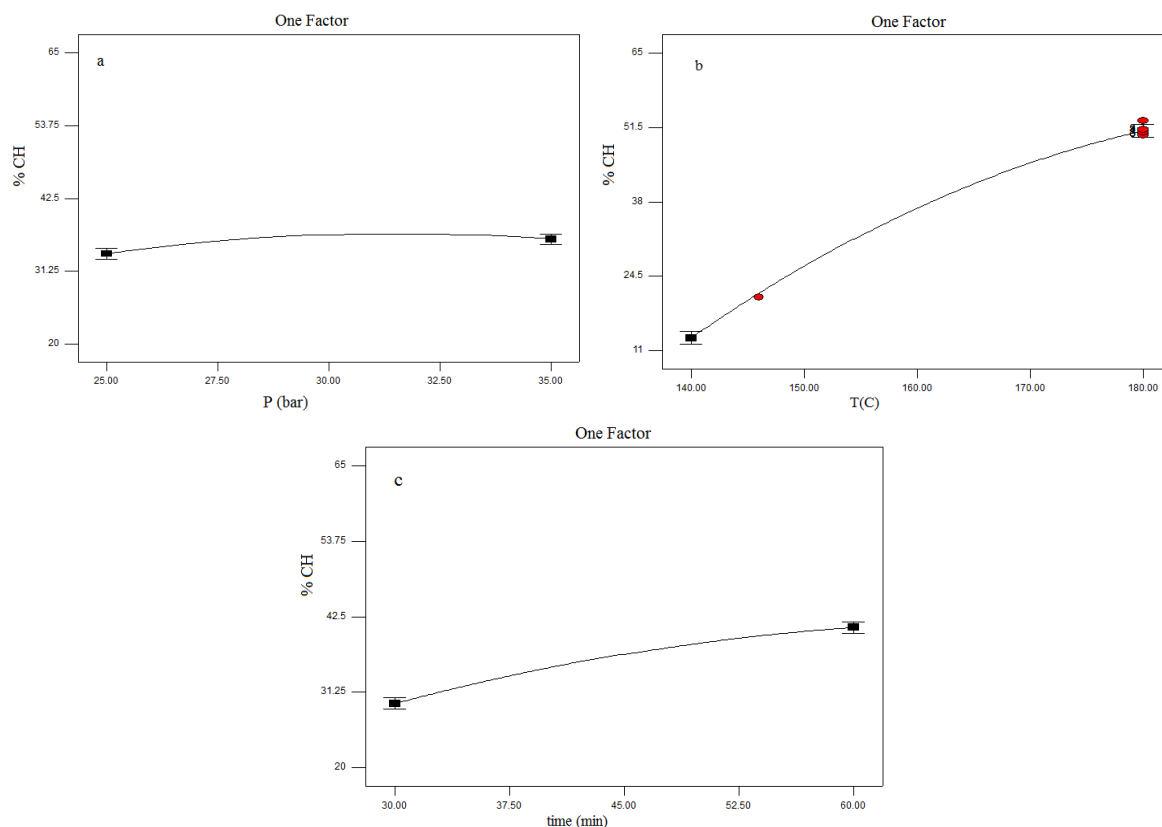 One Factor
a
65
53.75
42.5
31.25
20
% CH
25.00 27.50 30.00 32.50 35.00
P (bar)
One Factor
b
65
51.5
38
24.5
11
% CH
140.00 150.00 160.00 170.00 180.00
T(C)
One Factor
c
65
53.75
42.5
31.25
20
% CH
30.00 37.50 45.00 52.50 60.00
time (min)